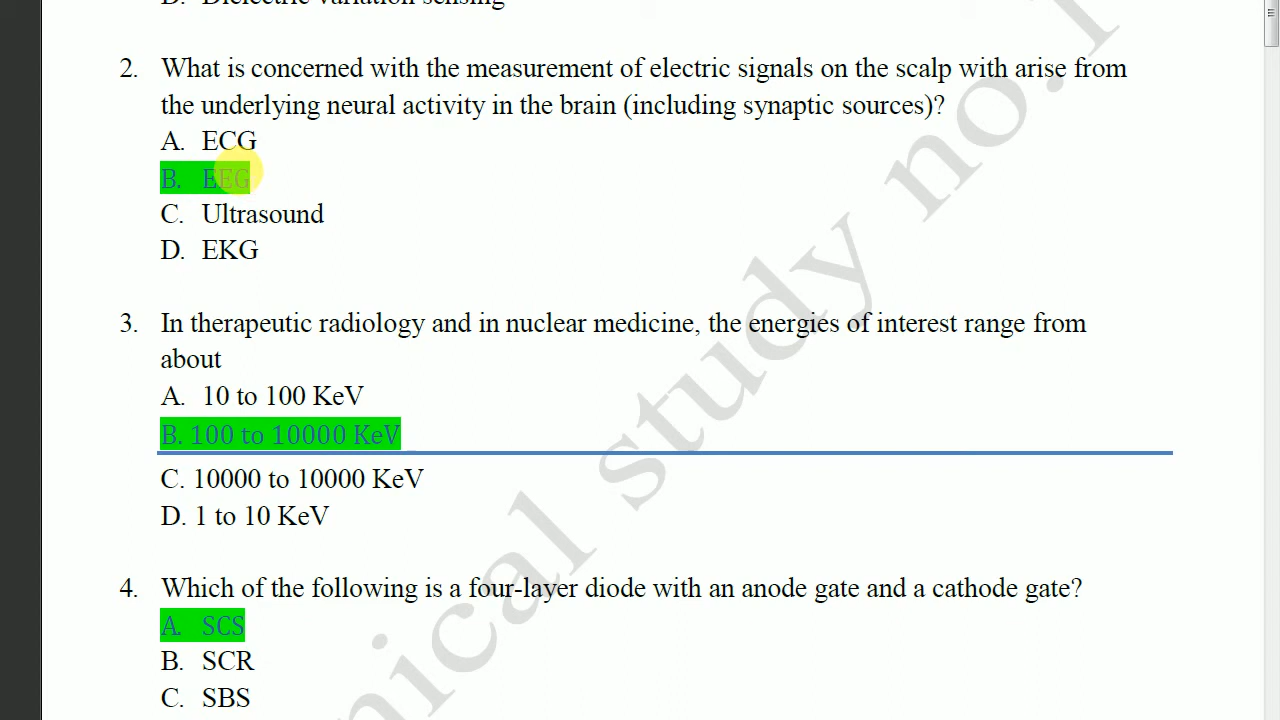 D. Dielectric variation sensing
2. What is concerned with the measurement of electric signals on the scalp with arise from
the underlying neural activity in the brain (including synaptic sources)?
A. ECG
B. EEG
C. Ultrasound
D. EKG
3. In therapeutic radiology and in nuclear medicine, the energies of interest range from
about
A. 10 to 100 KeV
B. 100 to 10000 KeV
C. 10000 to 10000 KeV
D. 1 to 10 KeV
4. Which of the following is a four-layer diode with an anode gate and a cathode gate?
A. SCS
B. SCR
C. SBS
nical study no. 1